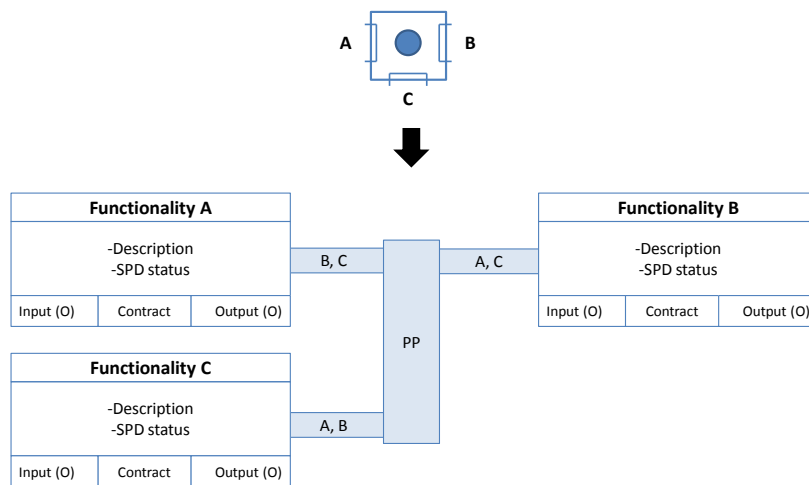 A
B
C
Functionality A
-Description
-SPD status
Input (O)
Contract
Output (O)
B, C
PP
A, C
Functionality B
-Description
-SPD status
Input (O)
Contract
Output (O)
Functionality C
-Description
-SPD status
Input (O)
Contract
Output (O)
A, B